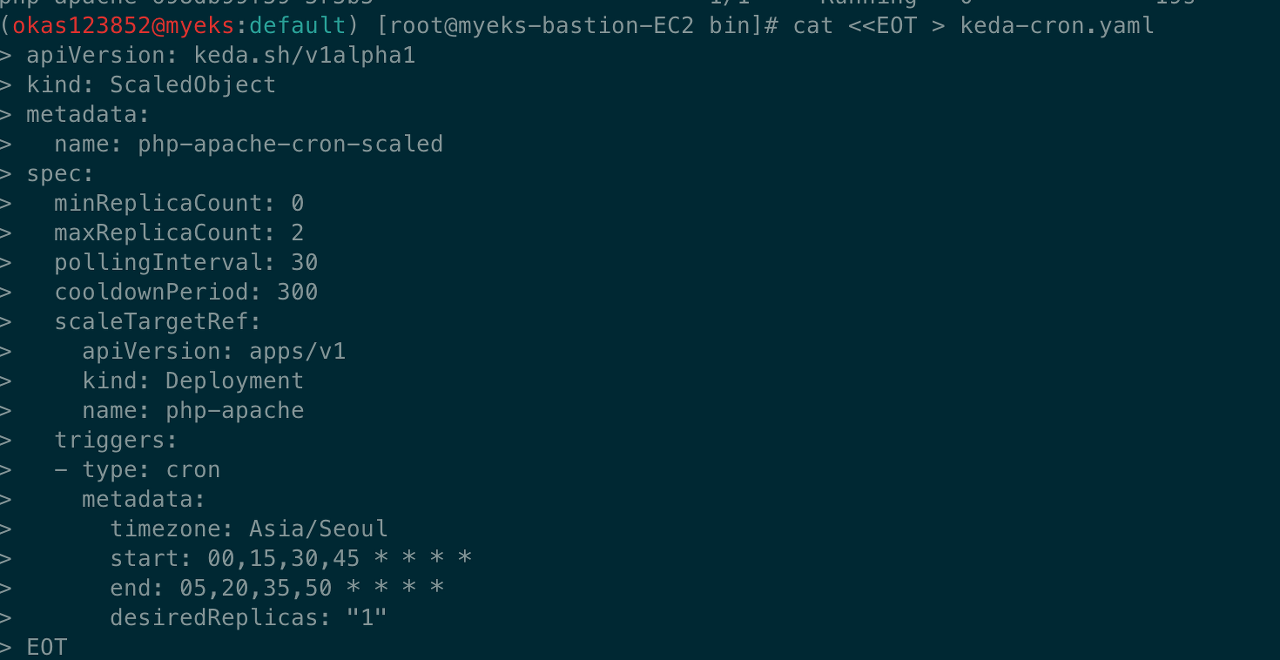 (okas123852@myeks:default) [root@myeks-bastion-EC2 bin]# cat <<EOT > keda-cron.yaml
> apiVersion: keda.sh/v1alpha1
> kind: ScaledObject
> metadata:
>   name: php-apache-cron-scaled
> spec:
>   minReplicaCount: 0
>   maxReplicaCount: 2
>   pollingInterval: 30
>   cooldownPeriod: 300
>   scaleTargetRef:
>     apiVersion: apps/v1
>     kind: Deployment
>     name: php-apache
>   triggers:
>   - type: cron
>     metadata:
>       timezone: Asia/Seoul
>       start: 00,15,30,45 * * * *
>       end: 05,20,35,50 * * * *
>       desiredReplicas: "1"
> EOT